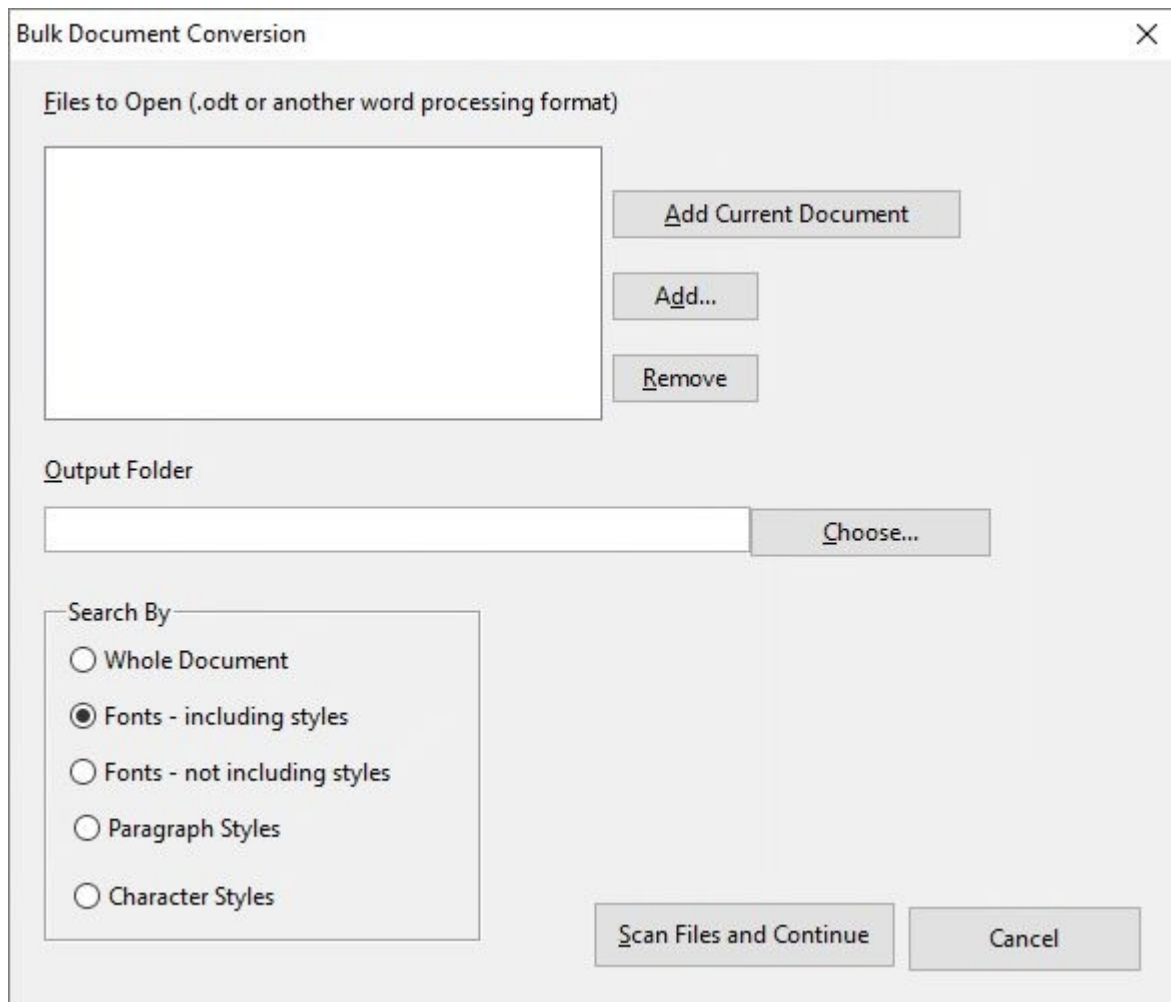 Bulk Document Conversion
Files to Open (.odt or another word processing format)
Add Current Document
Add...
Remove
Output Folder
Choose...
Search By
Whole Document
Fonts - including styles
Fonts - not including styles
Paragraph Styles
Character Styles
Scan Files and Continue
Cancel